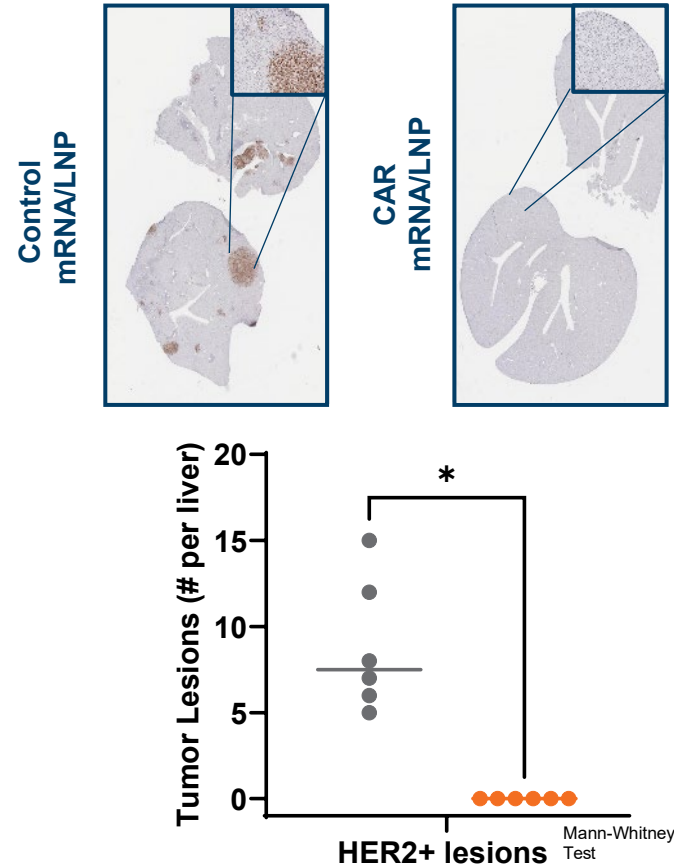 Control
mRNA/LNP
CAR
mRNA/LNP
Tumor Lesions (# per liver)
20
15
10
5
0
*
HER2+ lesions
Mann-Whitney
Test